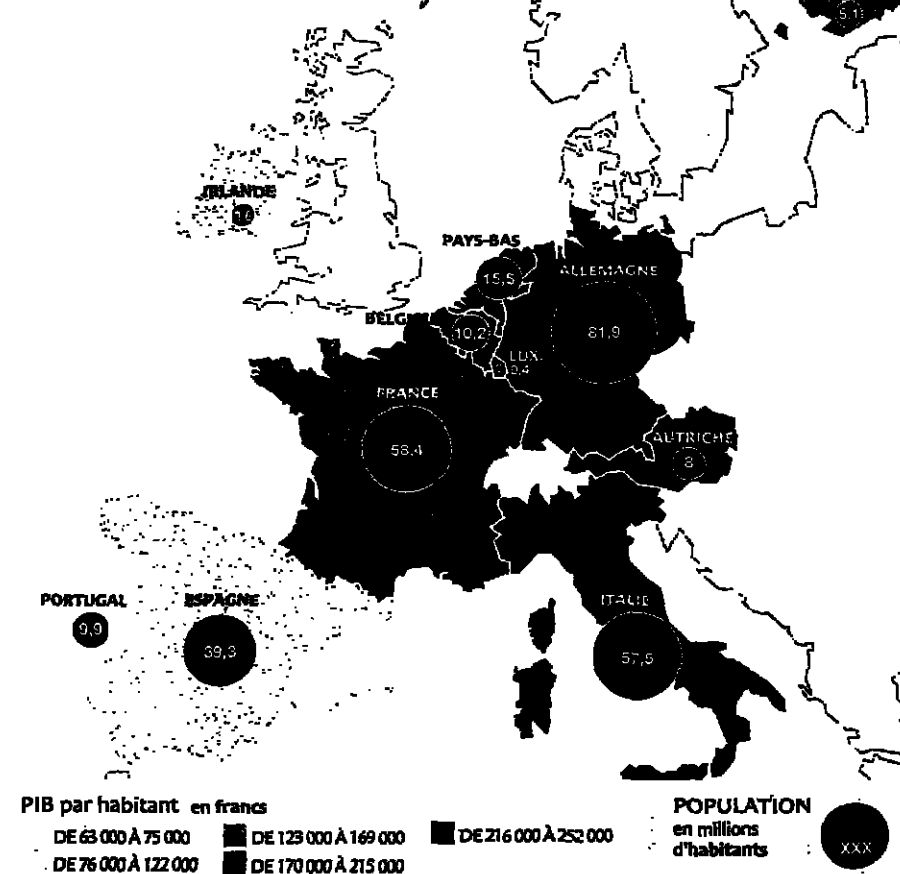 5,1
IRLANDE
PAYS-BAS
15,5
ALLEMAGNE
81,9
BELGI
10,2
LUX.
0,4
FRANCE
58,4
AUTRICHE
8
PORTUGAL
9,9
ESPAGNE
39,3
ITALIE
57,5
PIB par habitant en francs
DE 63 000 À 75 000
DE 76 000 À 122 000
DE 123 000 À 169 000
DE 170 000 À 215 000
DE 216 000 À 252 000
POPULATION
en millions
d'habitants
XXX